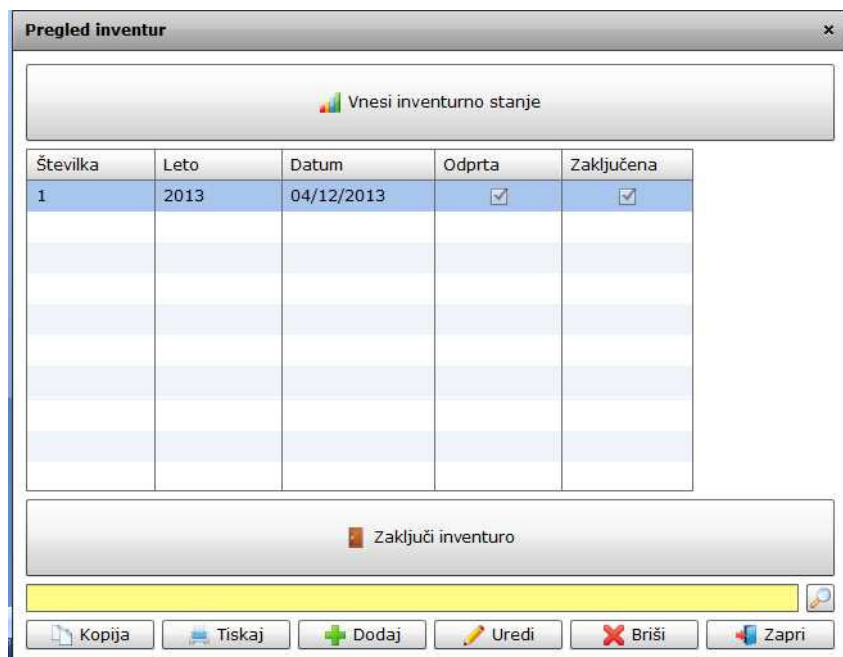 Pregled inventur
Vnesi inventurno stanje
Številka Leto Datum Odprta Zaključena
1 2013 04/12/2013
Zaključi inventuro
Kopija Tiskaj Dodaj Uredi Briši Zapri